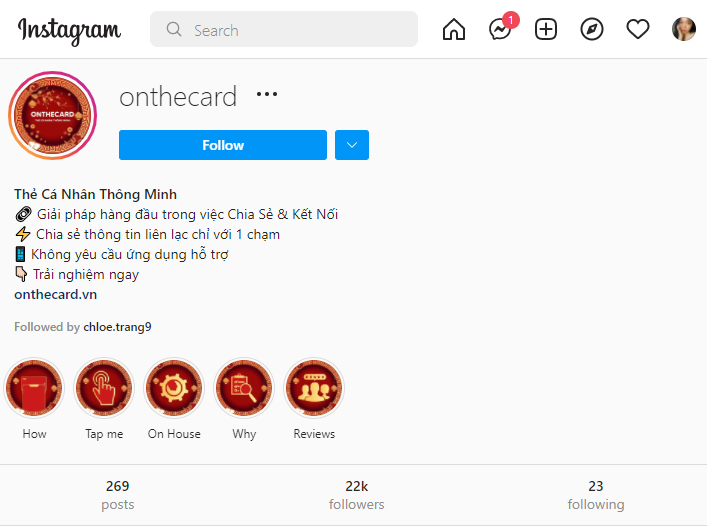 Instagram
Search
1
ONTHECARD
onthecard
Follow
Thẻ Cá Nhân Thông Minh
Giải pháp hàng đầu trong việc Chia Sẻ & Kết Nối
Chia sẻ thông tin liên lạc chỉ với 1 chạm
Không yêu cầu ứng dụng hỗ trợ
Trải nghiệm ngay
onthecard.vn
Followed by chloe.trang9
How Tap me On House Why Reviews
269 22k 23
posts followers following